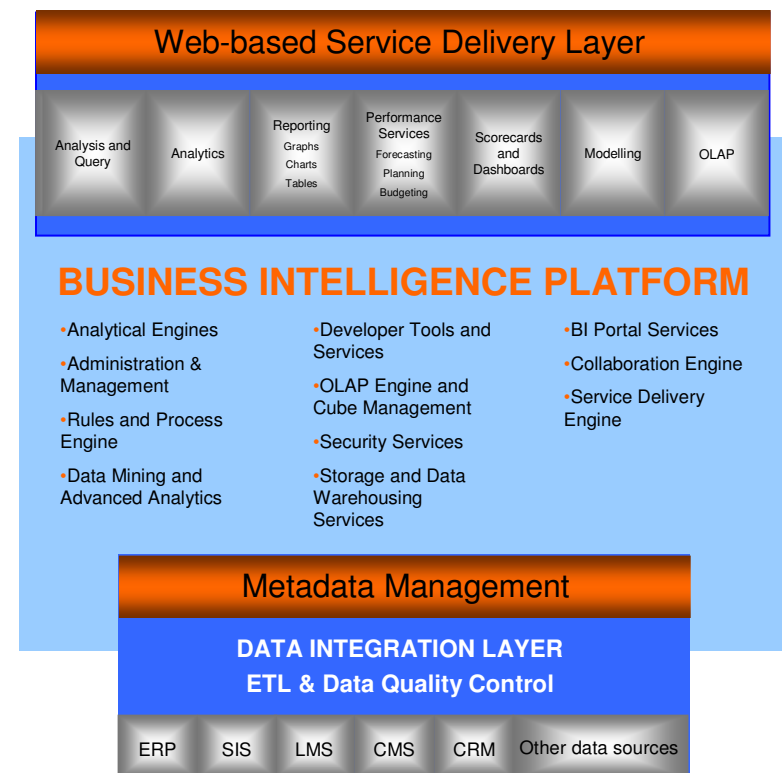 Web-based Service Delivery Layer
Analysis and
Query
Analytics
Reporting
Graphs
Charts
Tables
Performance
Services
Forecasting
Planning
Budgeting
Scorecards
and
Dashboards
Modelling
OLAP
BUSINESS INTELLIGENCE PLATFORM
•Analytical Engines
•Administration &
Management
•Rules and Process
Engine
•Data Mining and
Advanced Analytics
•Developer Tools and
Services
•OLAP Engine and
Cube Management
•Security Services
•Storage and Data
Warehousing
Services
•BI Portal Services
•Collaboration Engine
•Service Delivery
Engine
Metadata Management
DATA INTEGRATION LAYER
ETL & Data Quality Control
ERP
SIS
LMS
CMS
CRM
Other data sources